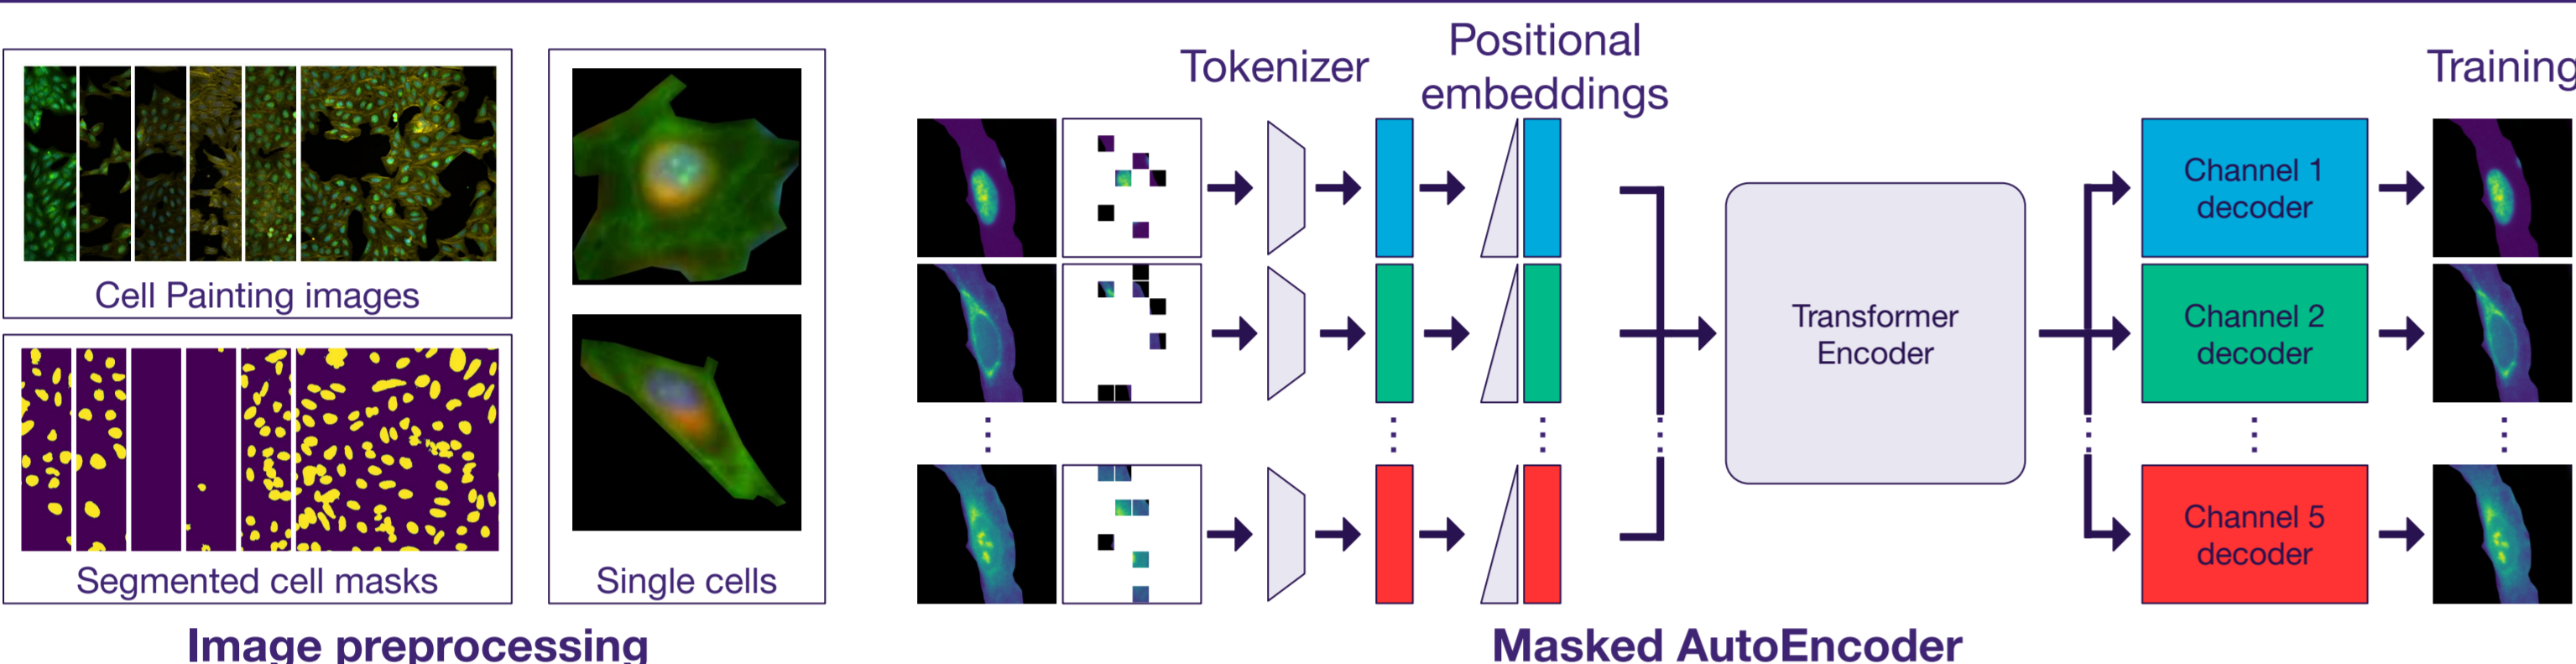 Cell Painting images
Segmented cell masks
Single cells
Image preprocessing
Tokenizer
Positional
embeddings
Transformer
Encoder
Channel 1
decoder
Channel 2
decoder
Channel 5
decoder
Training
Masked AutoEncoder